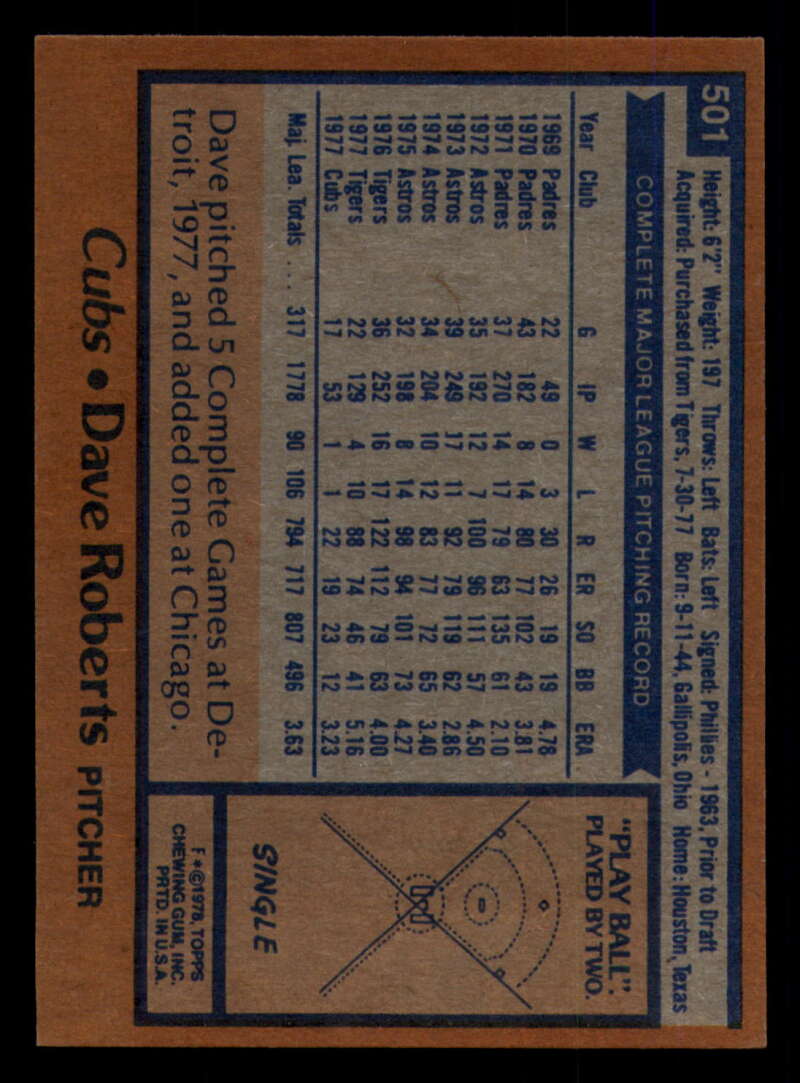 501
Height: 6'2" Weight: 197 Throws: Left Bats: Left Signed: Phillies - 1963, Prior to Draft
Acquired: Purchased from Tigers, 7-30-77 Born: 9-11-44, Gallipolis, Ohio Home: Houston, Texas
COMPLETE MAJOR LEAGUE PITCHING RECORD
Year Club G IP W L R ER SO BB ERA
1969 Padres 22 49 0 3 30 26 19 19 4.78
1970 Padres 43 182 8 14 80 77 102 43 3.81
1971 Padres 37 270 14 17 79 63 135 61 2.10
1972 Astros 35 192 12 7 100 96 111 57 4.50
1973 Astros 39 249 17 11 92 79 119 62 2.86
1974 Astros 34 204 10 12 83 77 72 65 3.40
1975 Astros 32 198 8 14 98 94 101 73 4.27
1976 Tigers 36 252 16 17 122 112 79 63 4.00
1977 Tigers 22 129 4 10 88 74 46 41 5.16
1977 Cubs 17 53 1 1 22 19 23 12 3.23
Maj. Lea. Totals ... 317 1778 90 106 794 717 807 496 3.63
Dave pitched 5 Complete Games at De-
troit, 1977, and added one at Chicago.
"PLAY BALL":
PLAYED BY TWO.
SINGLE
F*©1978, TOPPS
CHEWING GUM, INC.
PRTD. IN U.S.A.
Cubs • Dave Roberts PITCHER